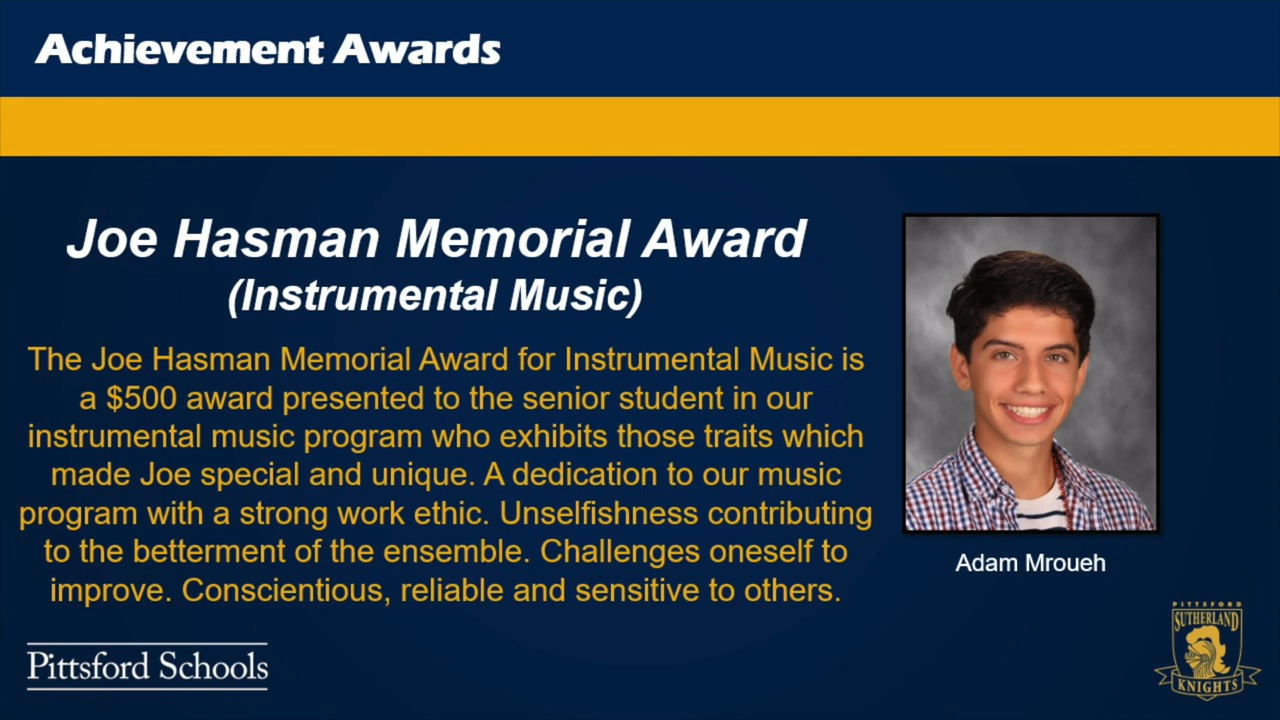 Achievement Awards
Joe Hasman Memorial Award
(Instrumental Music)
The Joe Hasman Memorial Award for Instrumental Music is
a $500 award presented to the senior student in our
instrumental music program who exhibits those traits which
made Joe special and unique. A dedication to our music
program with a strong work ethic. Unselfishness contributing
to the betterment of the ensemble. Challenges oneself to
improve. Conscientious, reliable and sensitive to others.
Adam Mroueh
Pittsford Schools
PITTSFORD
SUTHERLAND
KNIGHTS